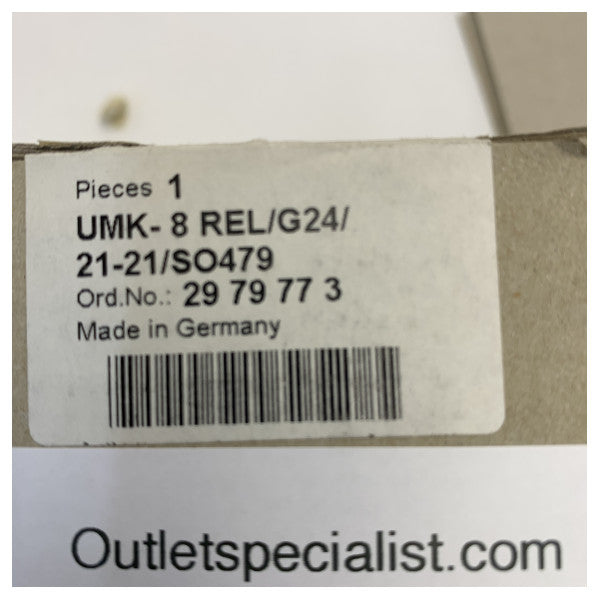 Pieces 1
UMK- 8 REL/G24/
21-21/SO479
Ord.No.: 29 79 77 3
Made in Germany
Outletspecialist.com